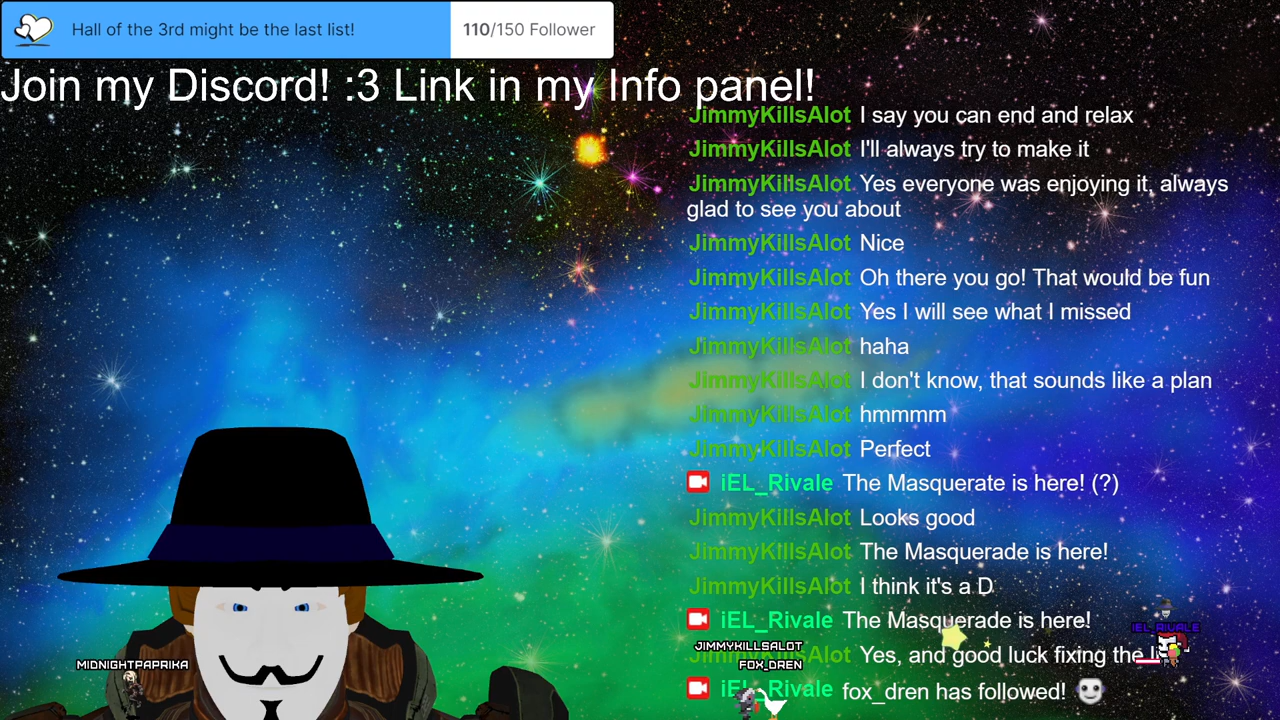 Hall of the 3rd might be the last list!
110/150 Follower
Join my Discord! :3 Link in my Info panel!
JimmyKillsAlot I say you can end and relax
JimmyKillsAlot I'll always try to make it
JimmyKillsAlot Yes everyone was enjoying it, always
glad to see you about
JimmyKillsAlot Nice
JimmyKillsAlot Oh there you go! That would be fun
JimmyKillsAlot Yes I will see what I missed
JimmyKillsAlot haha
JimmyKillsAlot I don't know, that sounds like a plan
JimmyKillsAlot hmmmm
JimmyKillsAlot Perfect
iEL_Rivale The Masquerate is here! (?)
JimmyKillsAlot Looks good
JimmyKillsAlot The Masquerade is here!
JimmyKillsAlot I think it's a D
iEL_Rivale The Masquerade is here!
IEL_RIVALE
JIMMYKILLSALOT
JimmyKillsAlot Yes, and good luck fixing the
FOX_DREN
MIDNIGHTPAPRIKA
iEL_Rivale fox_dren has followed!